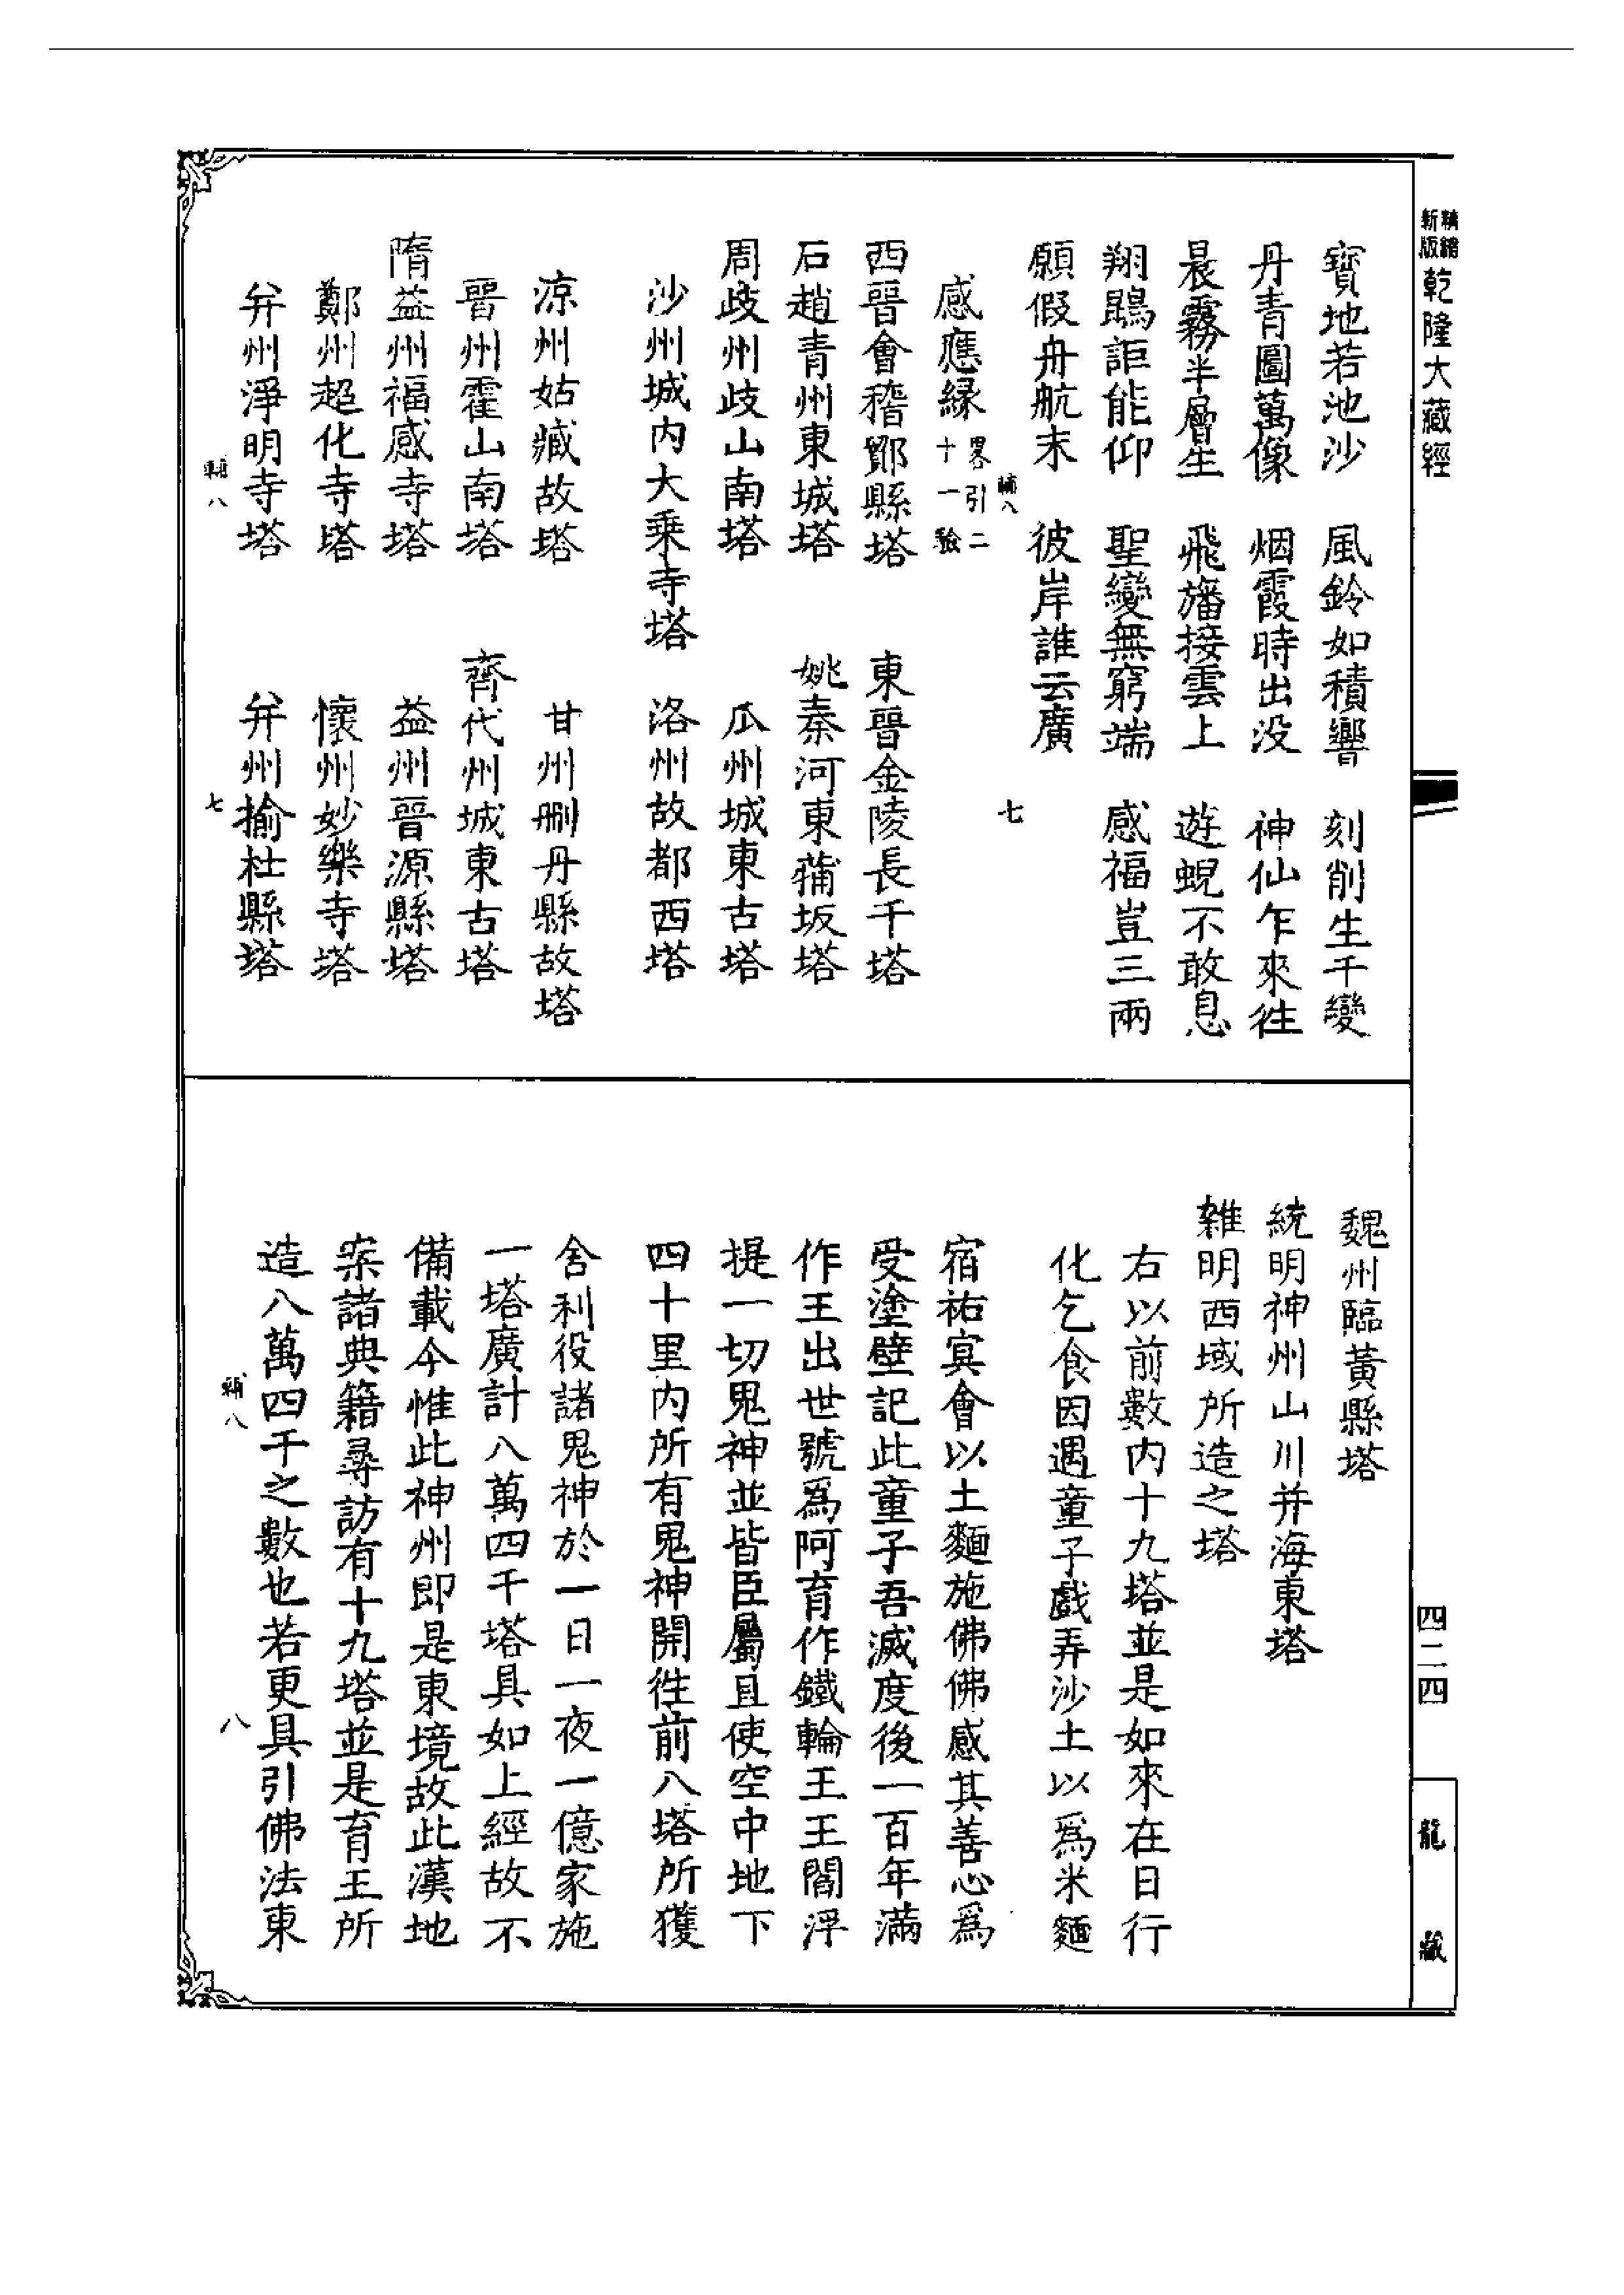 精縮
新版
乾隆大藏經
寶地若池沙　風鈴如積響　刻削生千變
丹青圖萬像　烟霞時出没　神仙乍來往
晨霧半層生　飛旛接雲上　遊蜺不敢息
翔鵾詎能仰　聖變無窮端　感福豈三兩
願假舟航末　彼岸誰云廣
輔八　七
感應緣畧引二十一驗
西晉會稽鄮縣塔　東晉金陵長干塔
石趙青州東城塔　姚秦河東蒲坂塔
周歧州歧山南塔　瓜州城東古塔
沙州城内大乗寺塔　洛州故都西塔
涼州姑臧故塔　甘州刪丹縣故塔
晉州霍山南塔　齊代州城東古塔
隋益州福感寺塔　益州晉源縣塔
鄭州超化寺塔　懷州妙樂寺塔
并州淨明寺塔　并州揄杜縣塔
輔八　七
魏州臨黃縣塔
統明神州山川并海東塔
雜明西域所造之塔
右以前數内十九塔並是如來在日行
化乞食因遇童子戲弄沙土以爲米麵
宿祐冥會以土麵施佛佛感其善心爲
受塗壁記此童子吾滅度後一百年滿
作王出世號爲阿育作鐵輪王王閻浮
提一切鬼神並皆臣屬且使空中地下
四十里内所有鬼神開往前八塔所獲
舍利役諸鬼神於一日一夜一億家施
一塔廣計八萬四千塔具如上經故不
備載今惟此神州即是東境故此漢地
案諸典籍尋訪有十九塔並是育王所
造八萬四千之數也若更具引佛法東
輔八　八
四二四
龍藏